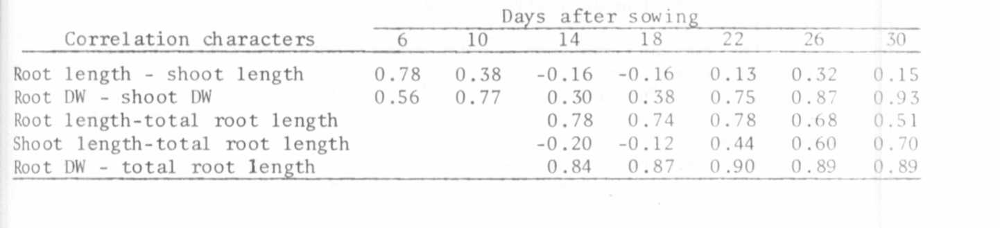 Days after sowing
Correlation characters 6 10 14 18 22 26 30
Root length - shoot length 0.78 0.38 -0.16 -0.16 0.13 0.32 0.15
Root DW - shoot DW 0.56 0.77 0.30 0.38 0.75 0.87 0.93
Root length-total root length 0.78 0.74 0.78 0.68 0.51
Shoot length-total root length -0.20 -0.12 0.44 0.60 0.70
Root DW - total root length 0.84 0.87 0.90 0.89 0.89